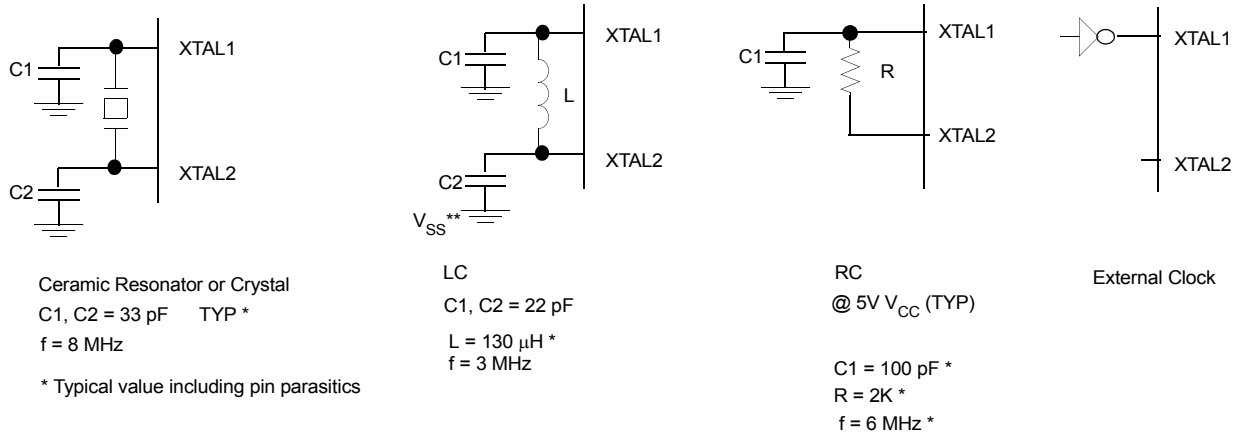 XTAL1
C1
C2
XTAL2
Ceramic Resonator or Crystal
C1, C2 = 33 pF TYP *
f = 8 MHz
* Typical value including pin parasitics
XTAL1
C1
L
XTAL2
C2
VSS**
LC
C1, C2 = 22 pF
L = 130 μH *
f = 3 MHz
XTAL1
C1
R
XTAL2
RC
@ 5V VCC (TYP)
C1 = 100 pF *
R = 2K *
f = 6 MHz *
XTAL1
XTAL2
External Clock